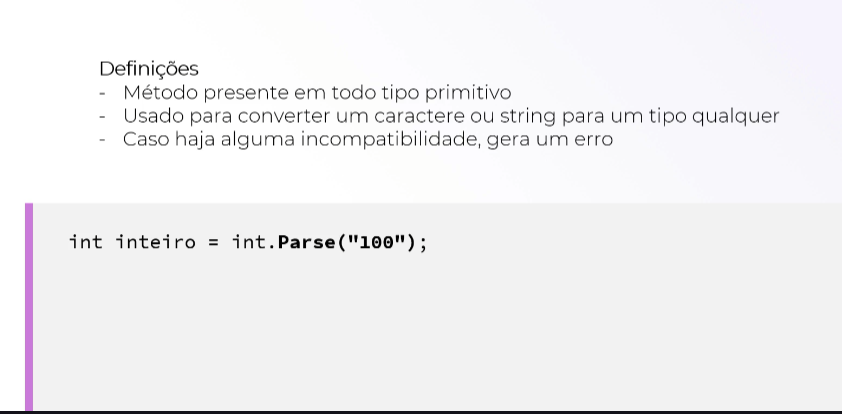 Definições
- Método presente em todo tipo primitivo
- Usado para converter um caractere ou string para um tipo qualquer
- Caso haja alguma incompatibilidade, gera um erro
int inteiro = int.Parse("100");